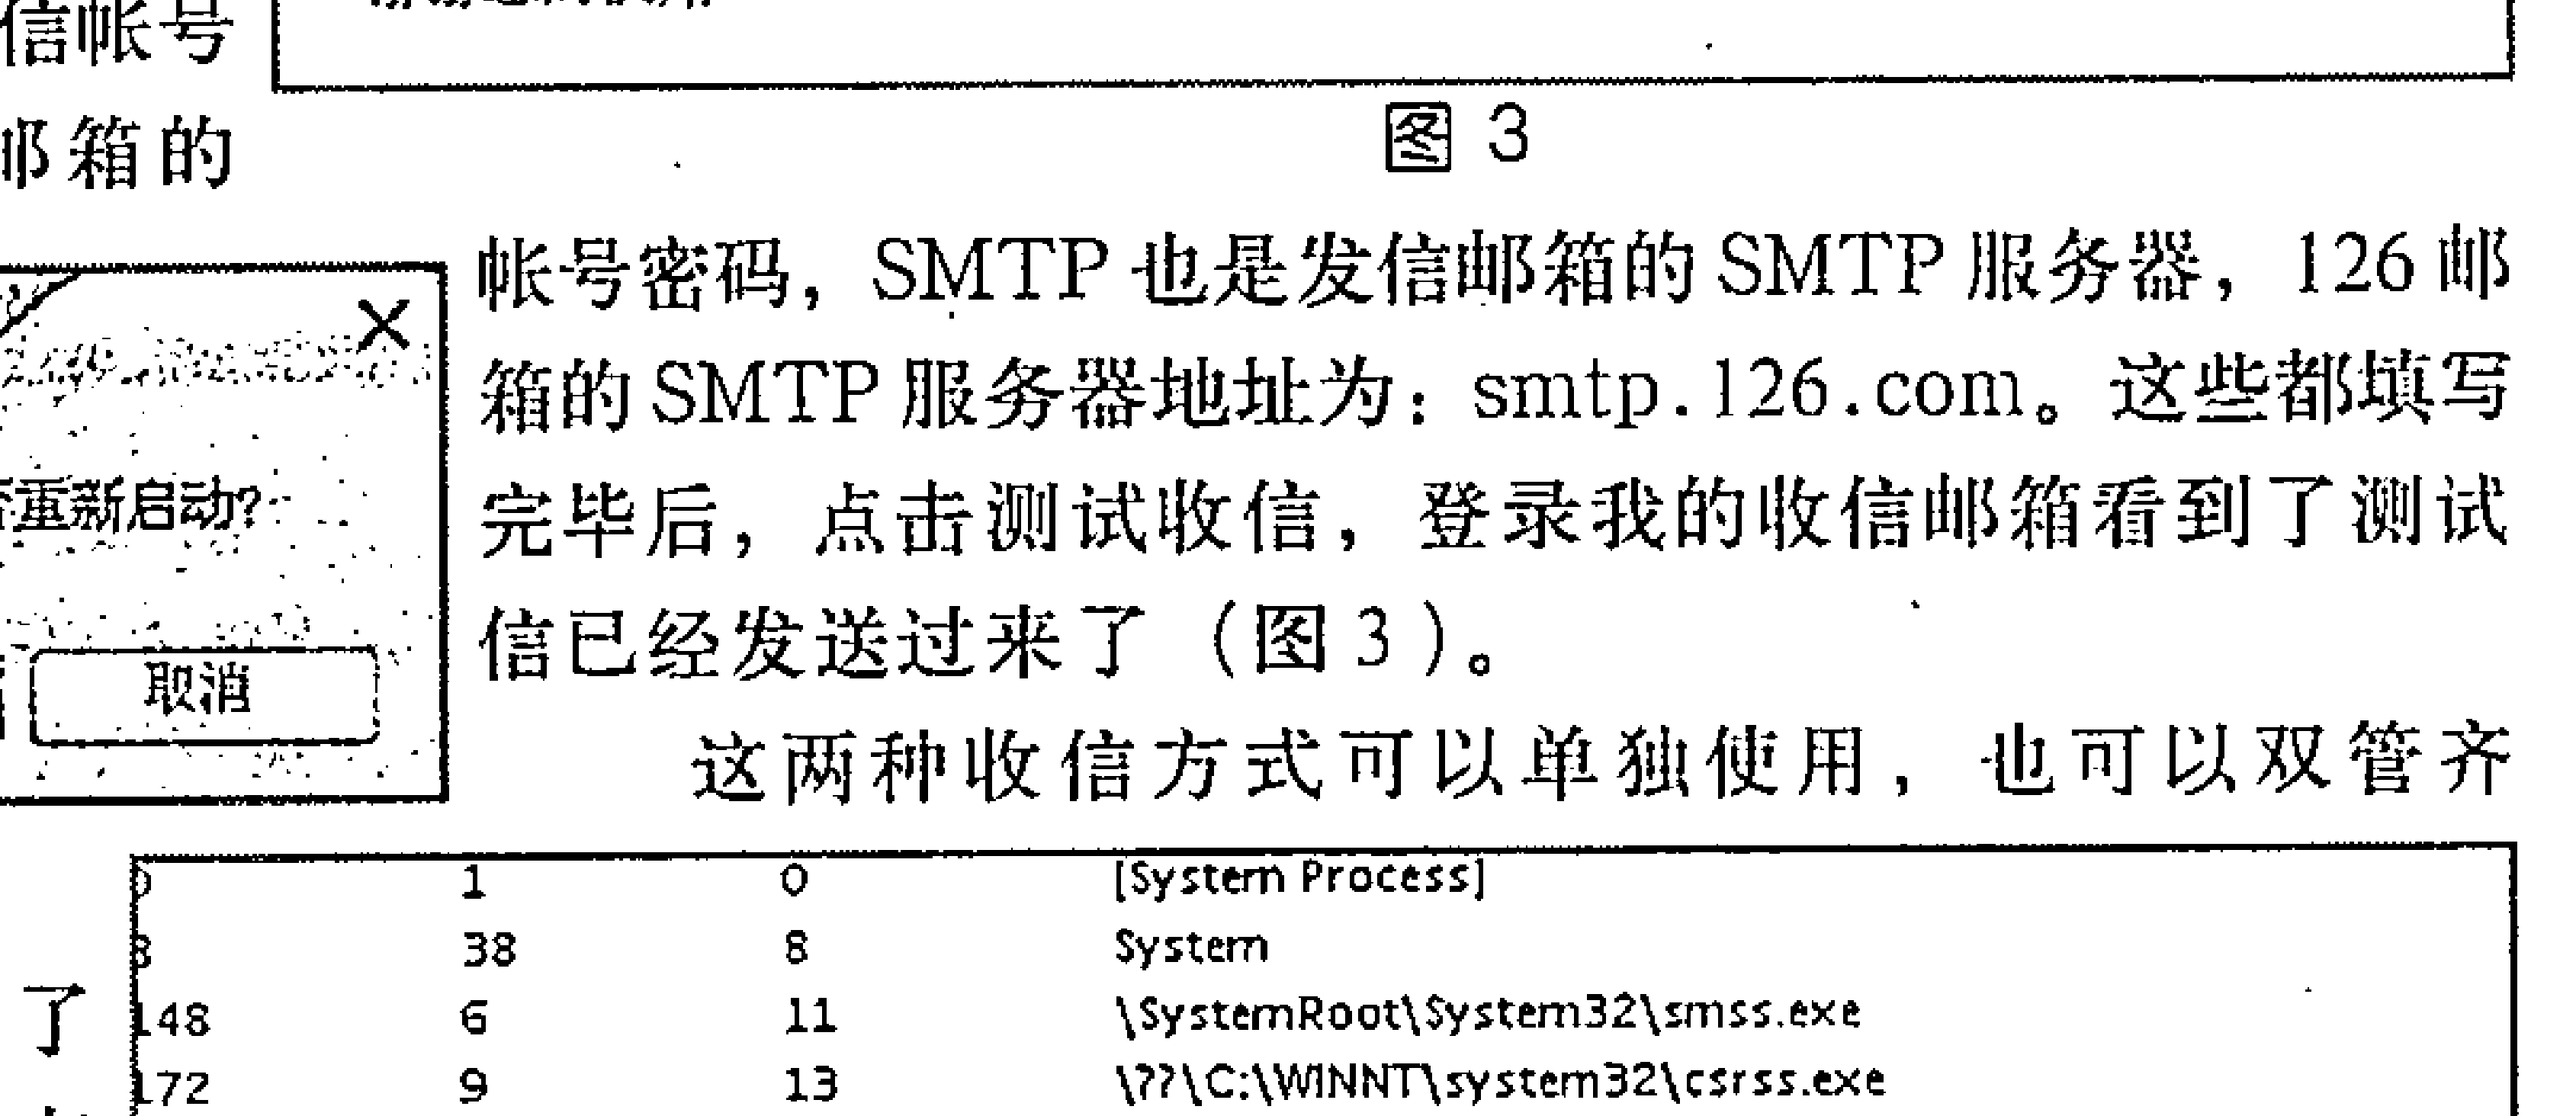 信帐号
邮箱的
图 3
帐号密码，SMTP 也是发信邮箱的 SMTP 服务器，126 邮
箱的 SMTP 服务器地址为：smtp.126.com。这些都填写
完毕后，点击测试收信，登录我的收信邮箱看到了测试
信已经发送过来了（图 3）。
重新启动?
取消
这两种收信方式可以单独使用，也可以双管齐
1 0 [System Process]
38 8 System
了
148 6 11 \SystemRoot\System32\smss.exe
172 9 13 \??\C:\WINNT\system32\csrss.exe